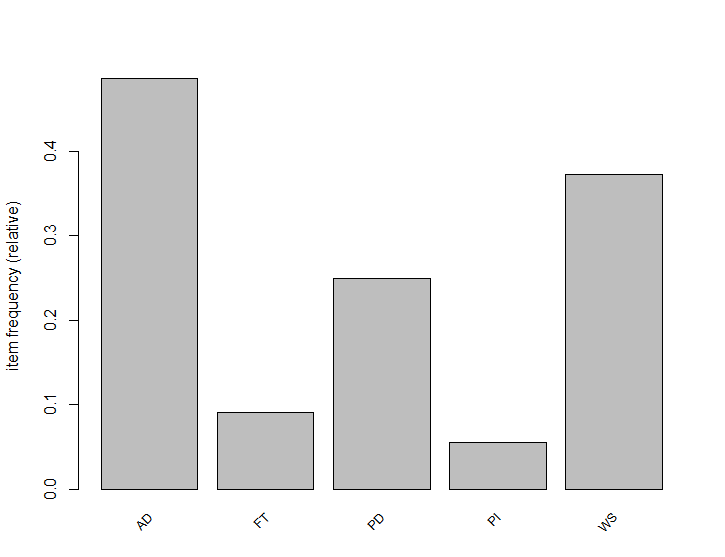 item frequency (relative)
0.4
0.3
0.2
0.1
0.0
AD
FT
PD
PI
WS